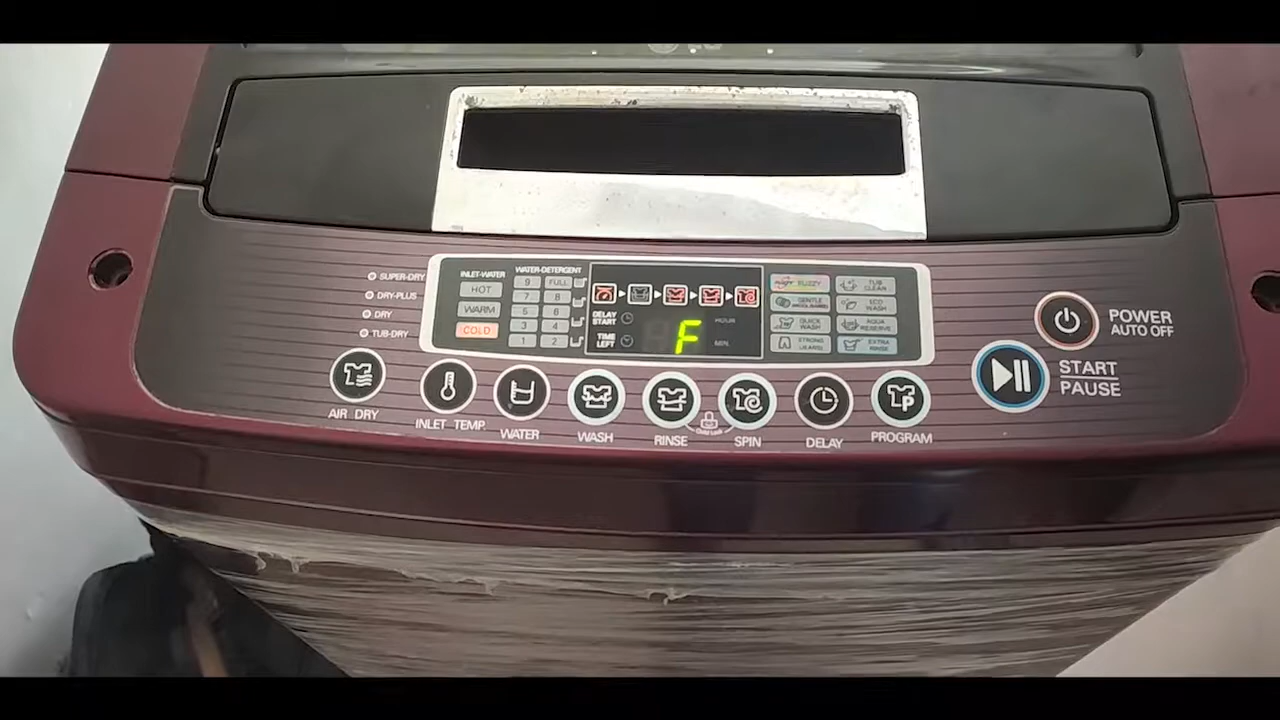 SUPER-DRY
DRY-PLUS
DRY
TUB-DRY
INLET-WATER
HOT
WARM
COLD
WATER-DETERGENT
9 FULL
7 8
5 6
3 4
1 2
DELAY
START
TIME
LEFT
HOUR
MIN.
F
FUZZY
GENTLE
QUICK
WASH
STRONG
(JEANS)
TUB
CLEAN
ECO
WASH
AQUA
RESERVE
EXTRA
RINSE
POWER
AUTO OFF
START
PAUSE
AIR DRY
INLET TEMP.
WATER
WASH
RINSE
Child Lock
SPIN
DELAY
PROGRAM